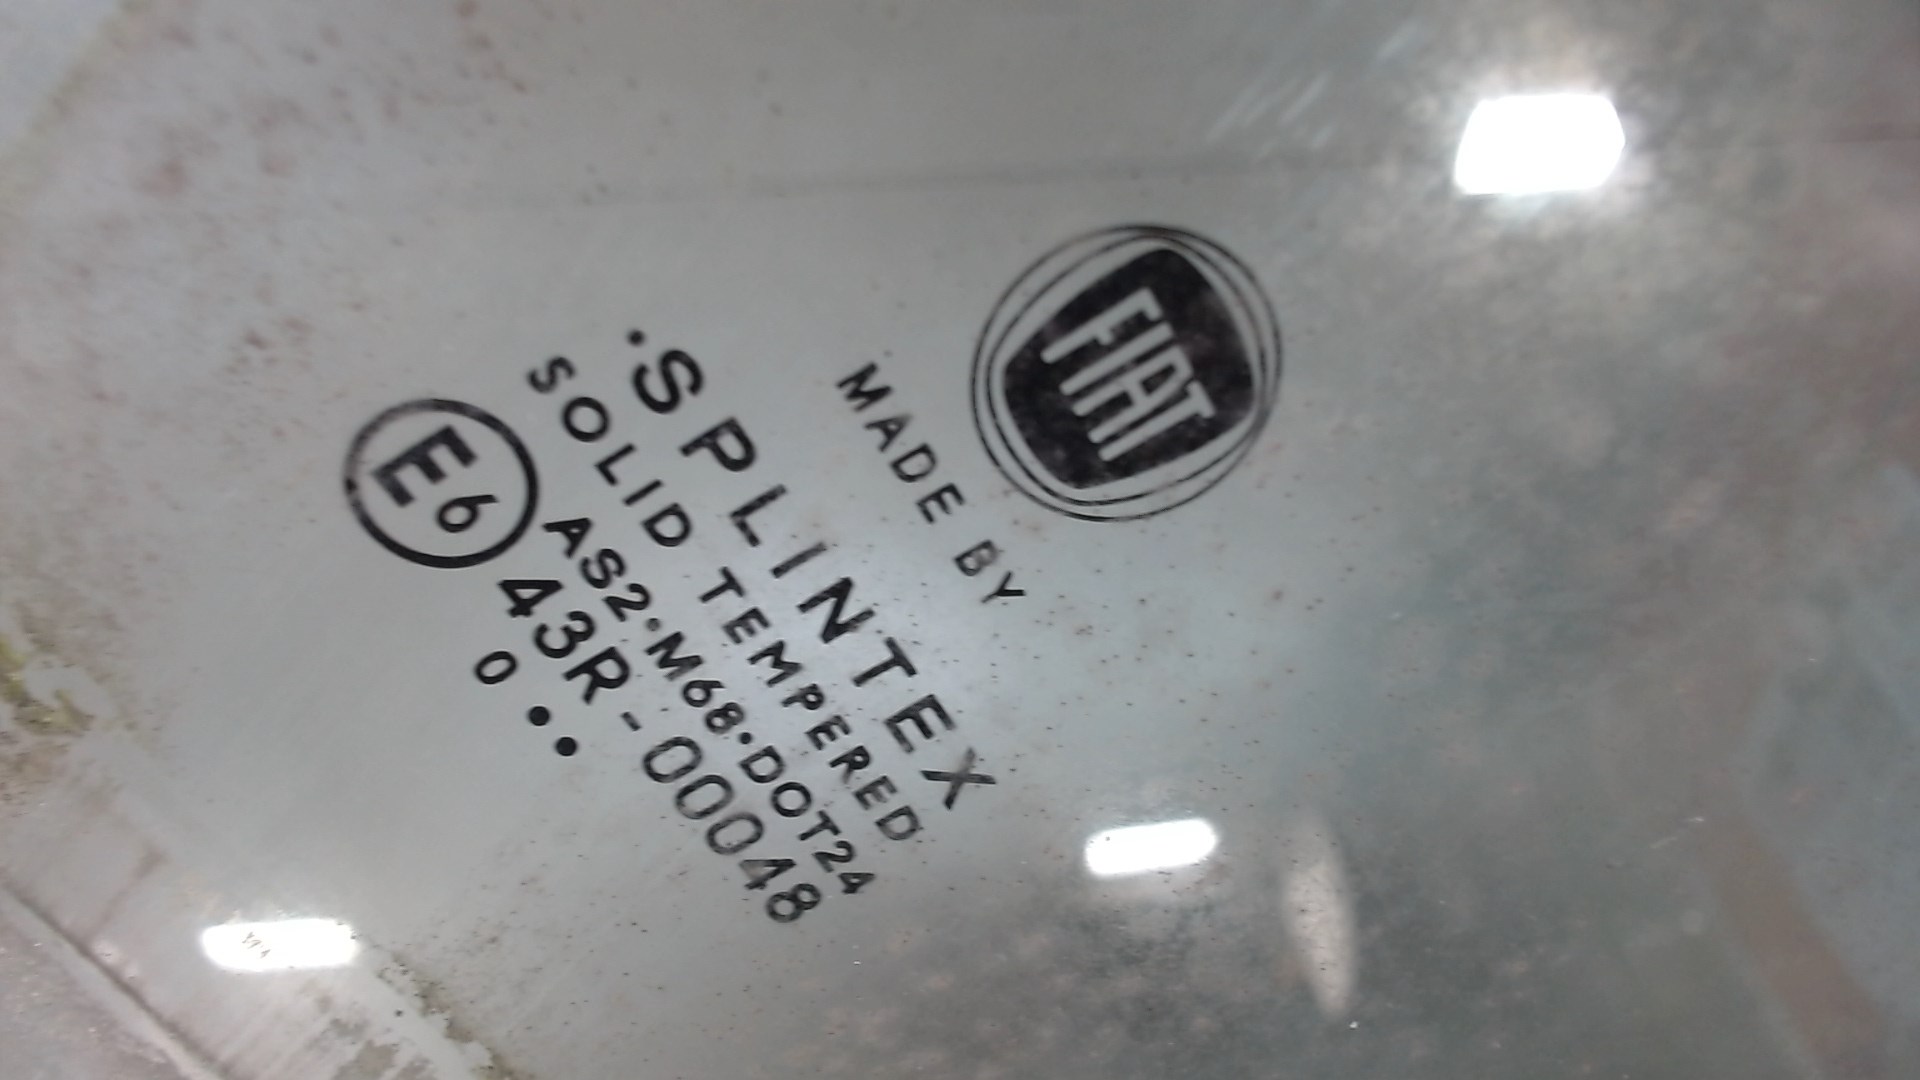 FIAT
MADE BY
·SPLINTEX
SOLID TEMPERED
AS2·M68·DOT24
E6 43R-00048
0 ••